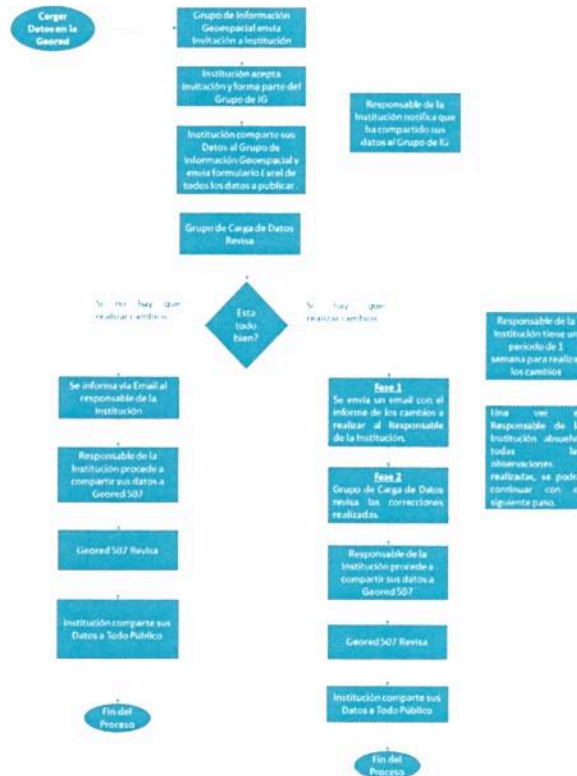 Carger
Datos en la
Geored
Grupo de Información
Geoespacial envia
Invitación a Institución
Institución acepta
invitación y forma parte del
Grupo de IG
Responsable de la
Institución notifica que
ha compartido sus
datos al Grupo de IG
Institución comparte sus
Datos al Grupo de
Información Geoespacial y
envia formulario Excel de
todos los datos a publicar.
Grupo de Carga de Datos
Revisa
Esta
todo
bien?
Si no hay que
realizar cambios
Si hay que
realizar cambios
Responsable de la
Institución tiene un
periodo de 1
semana para realizar
los cambios
Se informa vía Email al
responsable de la
Institución
Fase 1
Se envía un email con el
informe de los cambios a
realizar al Responsable
de la Institución.
Una vez el
Responsable de la
Institución absuelve
todas las
observaciones
realizadas, se podrá
continuar con el
siguiente paso.
Responsable de la
Institución procede a
compartir sus datos a
Geored 507
Fase 2
Grupo de Carga de Datos
revisa las correcciones
realizadas.
Geored 507 Revisa
Responsable de la
Institución procede a
compartir sus datos a
Geored 507
Institución comparte sus
Datos a Todo Público
Geored 507 Revisa
Fin del
Proceso
Institución comparte sus
Datos a Todo Público
Fin del
Proceso